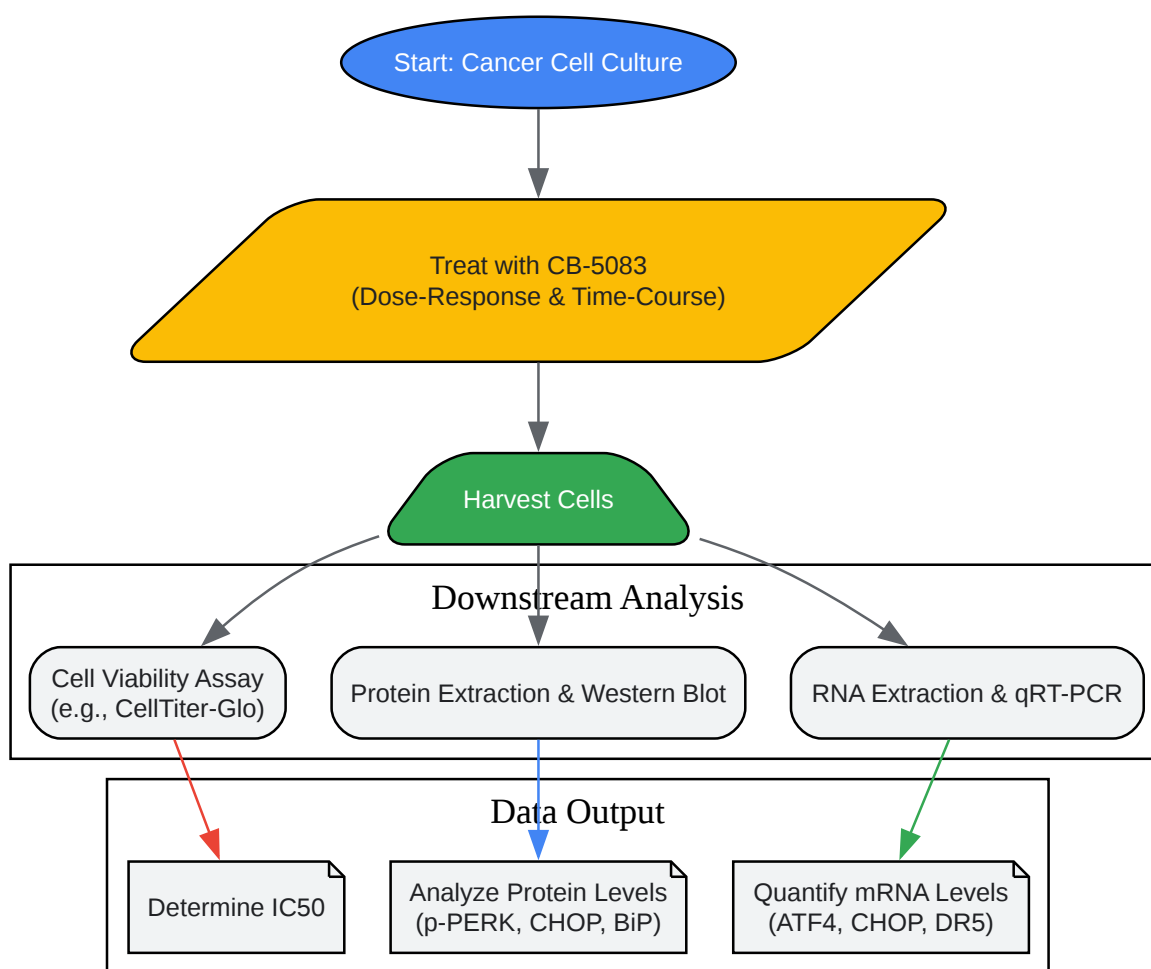 Start: Cancer Cell Culture
Treat with CB-5083
(Dose-Response & Time-Course)
Harvest Cells
Downstream Analysis
Cell Viability Assay
(e.g., CellTiter-Glo)
Protein Extraction & Western Blot
RNA Extraction & qRT-PCR
Data Output
Determine IC50
Analyze Protein Levels
(p-PERK, CHOP, BiP)
Quantify mRNA Levels
(ATF4, CHOP, DR5)